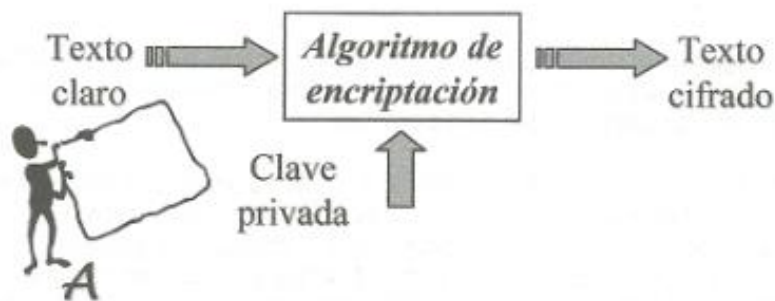 Texto
claro
Algoritmo de
encriptación
Texto
cifrado
Clave
privada
A